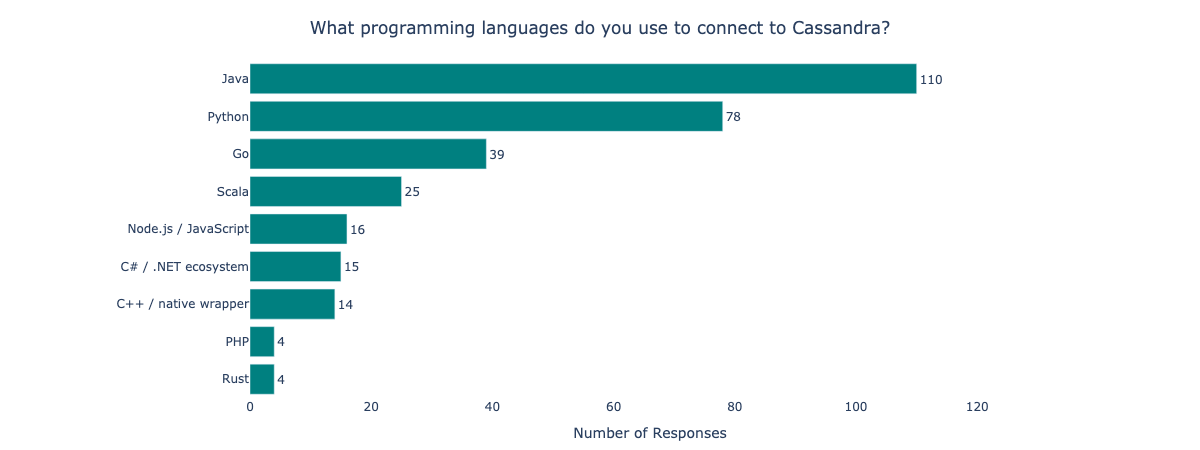 What programming languages do you use to connect to Cassandra?
Java 110
Python 78
Go 39
Scala 25
Node.js / JavaScript 16
C# / .NET ecosystem 15
C++ / native wrapper 14
PHP 4
Rust 4
0 20 40 60 80 100 120
Number of Responses